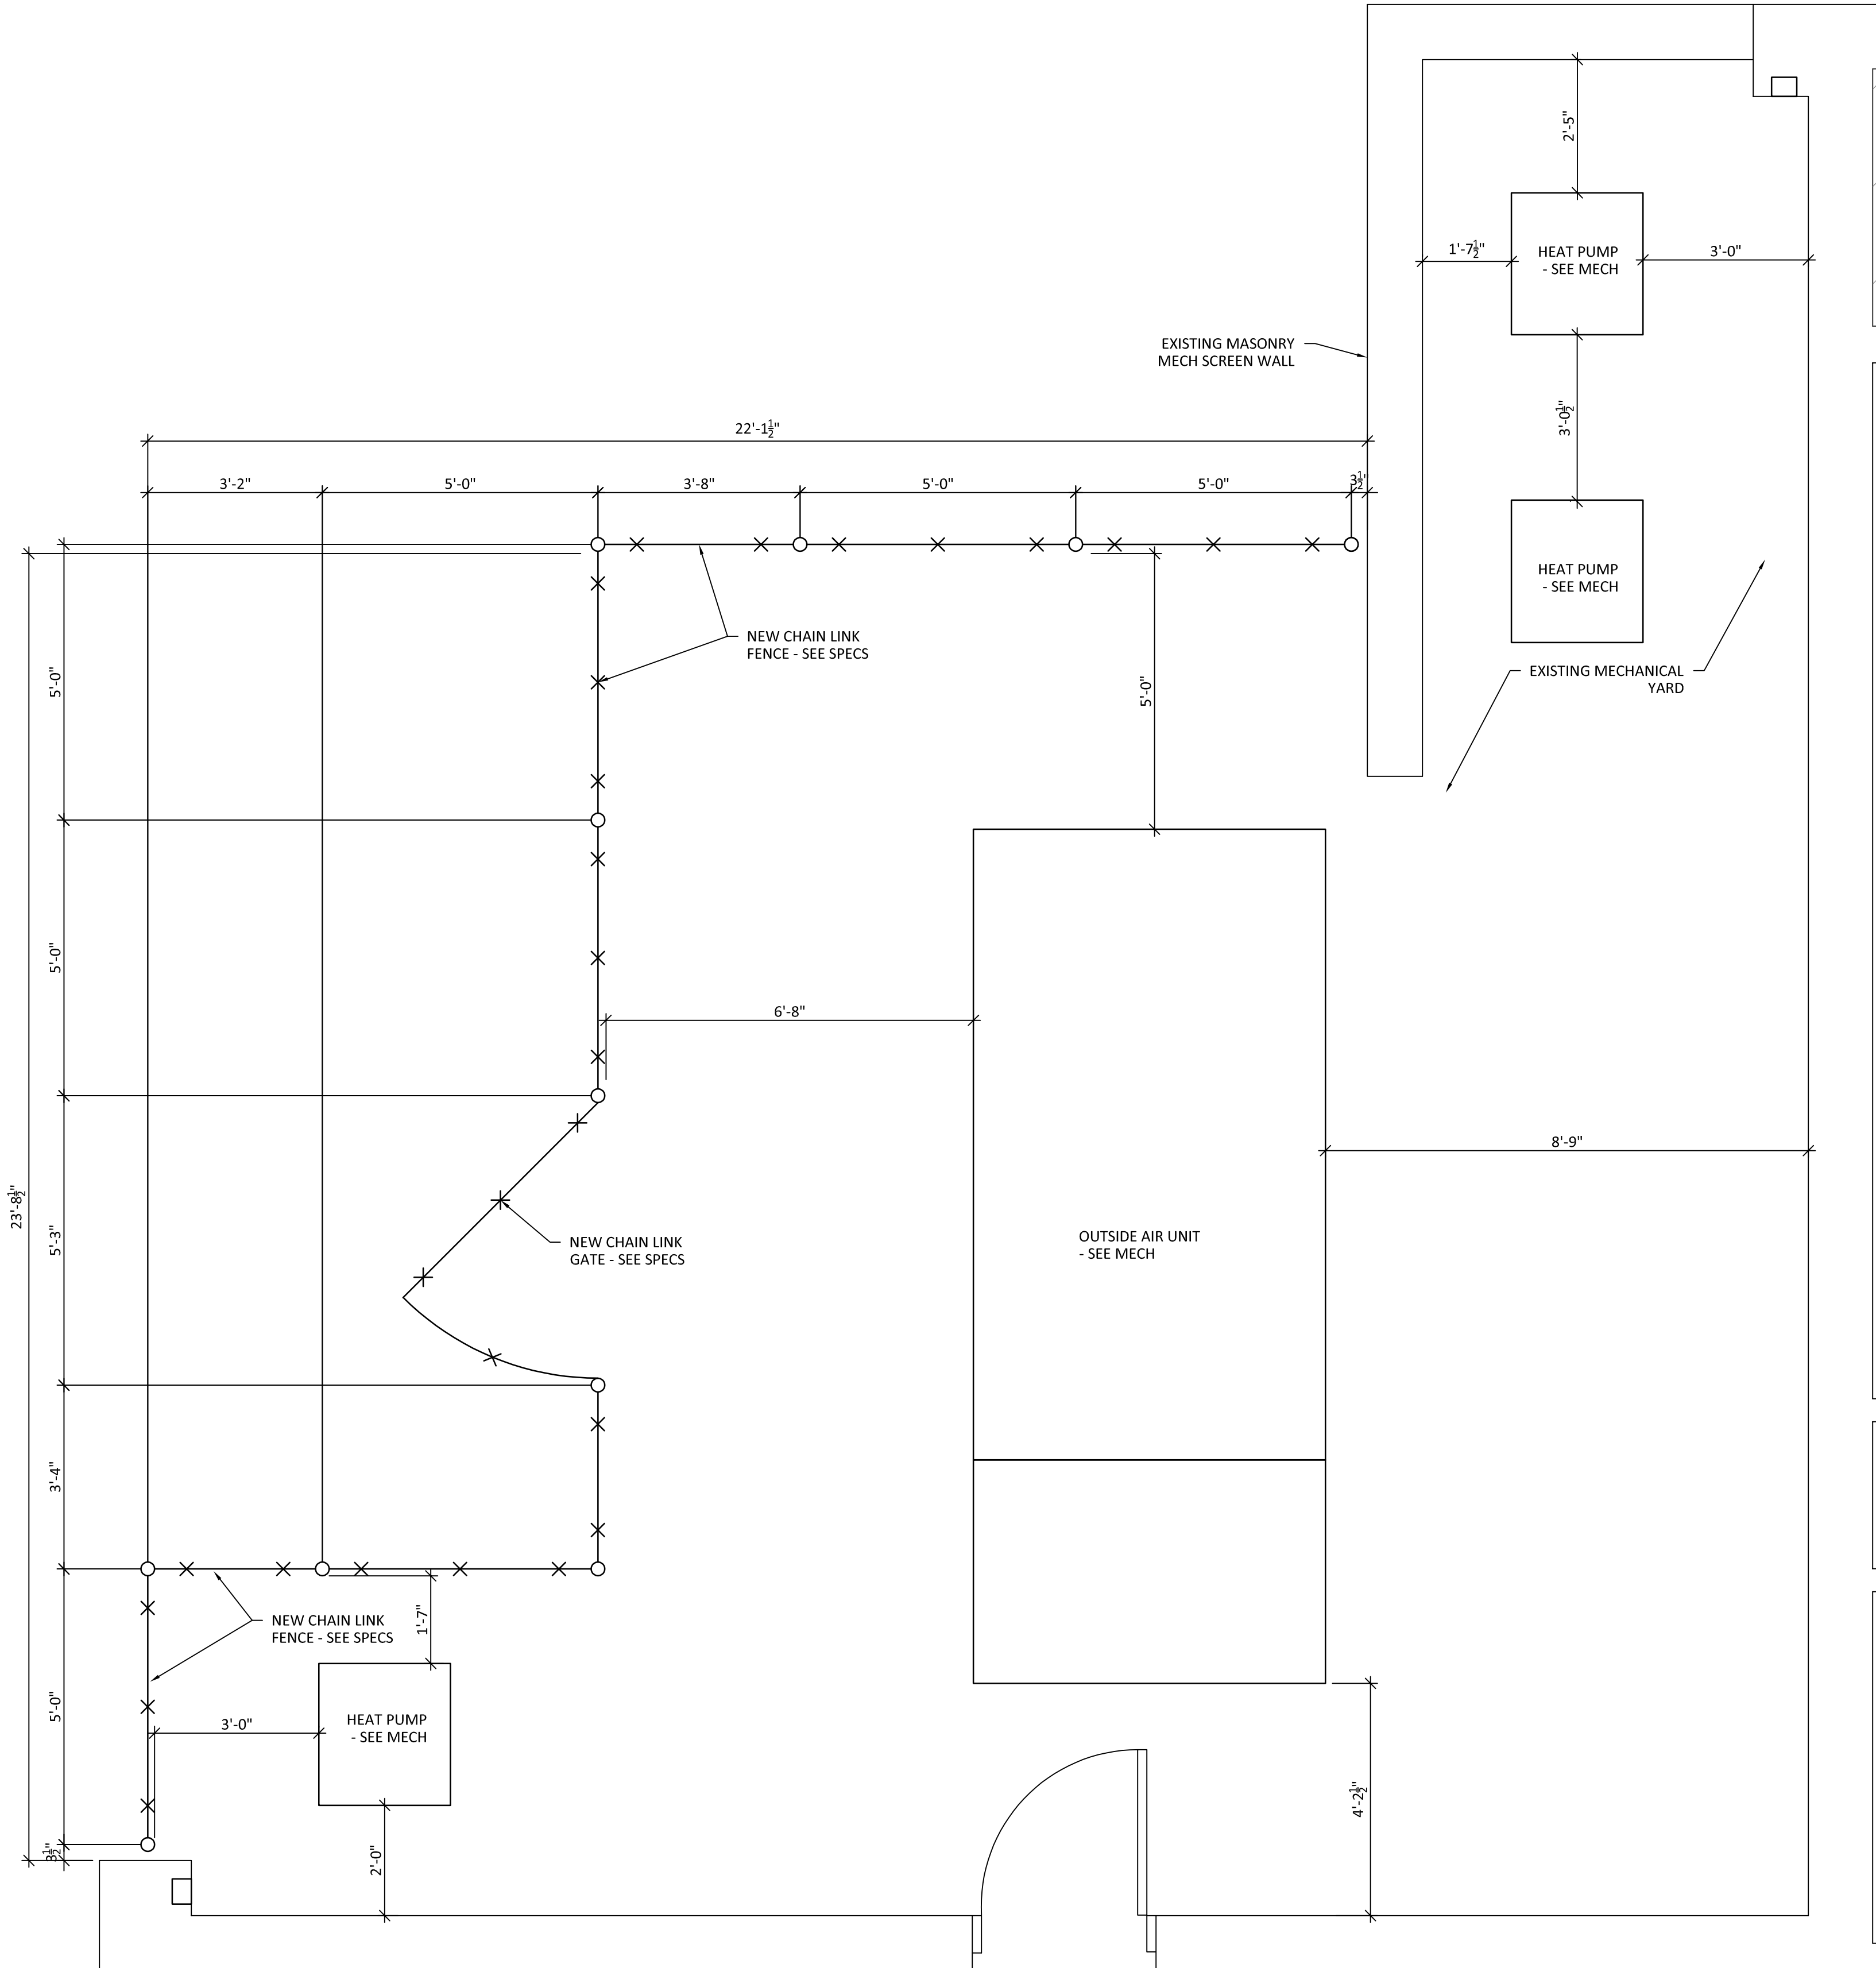 2'-5"
1'-7½"
HEAT PUMP
- SEE MECH
3'-0"
EXISTING MASONRY
MECH SCREEN WALL
3'-0½"
22'-1½"
3'-2"
5'-0"
3'-8"
5'-0"
5'-0"
3½"
HEAT PUMP
- SEE MECH
NEW CHAIN LINK
FENCE - SEE SPECS
EXISTING MECHANICAL
YARD
5'-0"
5'-0"
5'-0"
6'-8"
8'-9"
23'-8½"
5'-3"
NEW CHAIN LINK
GATE - SEE SPECS
OUTSIDE AIR UNIT
- SEE MECH
3'-4"
1'-7"
NEW CHAIN LINK
FENCE - SEE SPECS
5'-0"
3'-0"
HEAT PUMP
- SEE MECH
4'-2½"
3½"
2'-0"